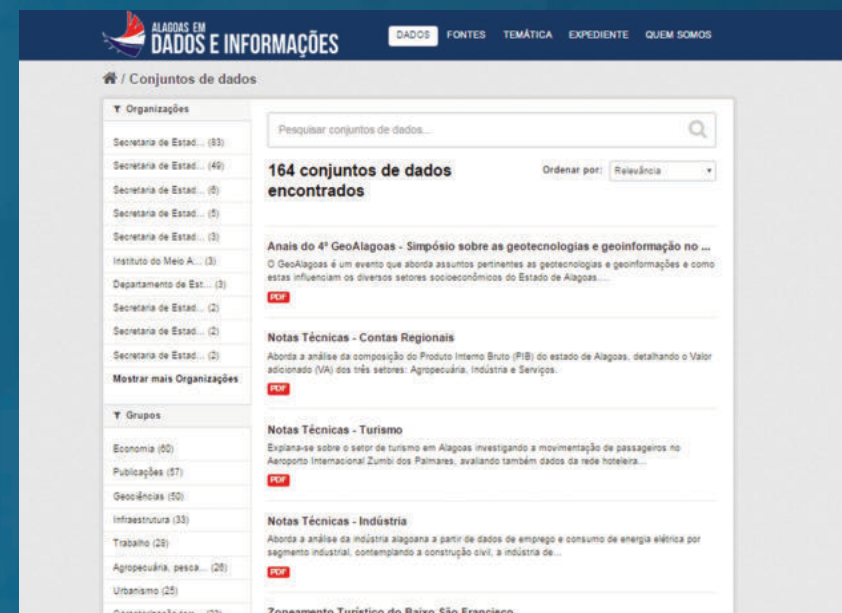 ALAGOAS EM
DADOS E INFORMAÇÕES
DADOS FONTES TEMÁTICA EXPEDIENTE QUEM SOMOS
/ Conjuntos de dados
Organizações
Secretaria de Estad... (83)
Secretaria de Estad... (49)
Secretaria de Estad... (6)
Secretaria de Estad... (5)
Secretaria de Estad... (3)
Instituto do Meio A... (3)
Departamento de Est... (3)
Secretaria de Estad... (2)
Secretaria de Estad... (2)
Secretaria de Estad... (2)
Mostrar mais Organizações
Grupos
Economia (60)
Publicações (57)
Geociências (50)
Infraestrutura (33)
Trabalho (28)
Agropecuária, pesca... (26)
Urbanismo (25)
Pesquisar conjuntos de dados...
164 conjuntos de dados
encontrados
Ordenar por: Relevância
Anais do 4º GeoAlagoas - Simpósio sobre as geotecnologias e geoinformação no ...
O GeoAlagoas é um evento que aborda assuntos pertinentes as geotecnologias e geoinformações e como
estas influenciam os diversos setores socioeconômicos do Estado de Alagoas....
PDF
Notas Técnicas - Contas Regionais
Aborda a análise da composição do Produto Interno Bruto (PIB) do estado de Alagoas, detalhando o Valor
adicionado (VA) dos três setores: Agropecuária, Indústria e Serviços.
PDF
Notas Técnicas - Turismo
Explana-se sobre o setor de turismo em Alagoas investigando a movimentação de passageiros no
Aeroporto Internacional Zumbi dos Palmares, avaliando também dados da rede hoteleira...
PDF
Notas Técnicas - Indústria
Aborda a análise da indústria alagoana a partir de dados de emprego e consumo de energia elétrica por
segmento industrial, contemplando a construção civil, a indústria de...
PDF
Zoneamento Turístico do Baixo São Francisco